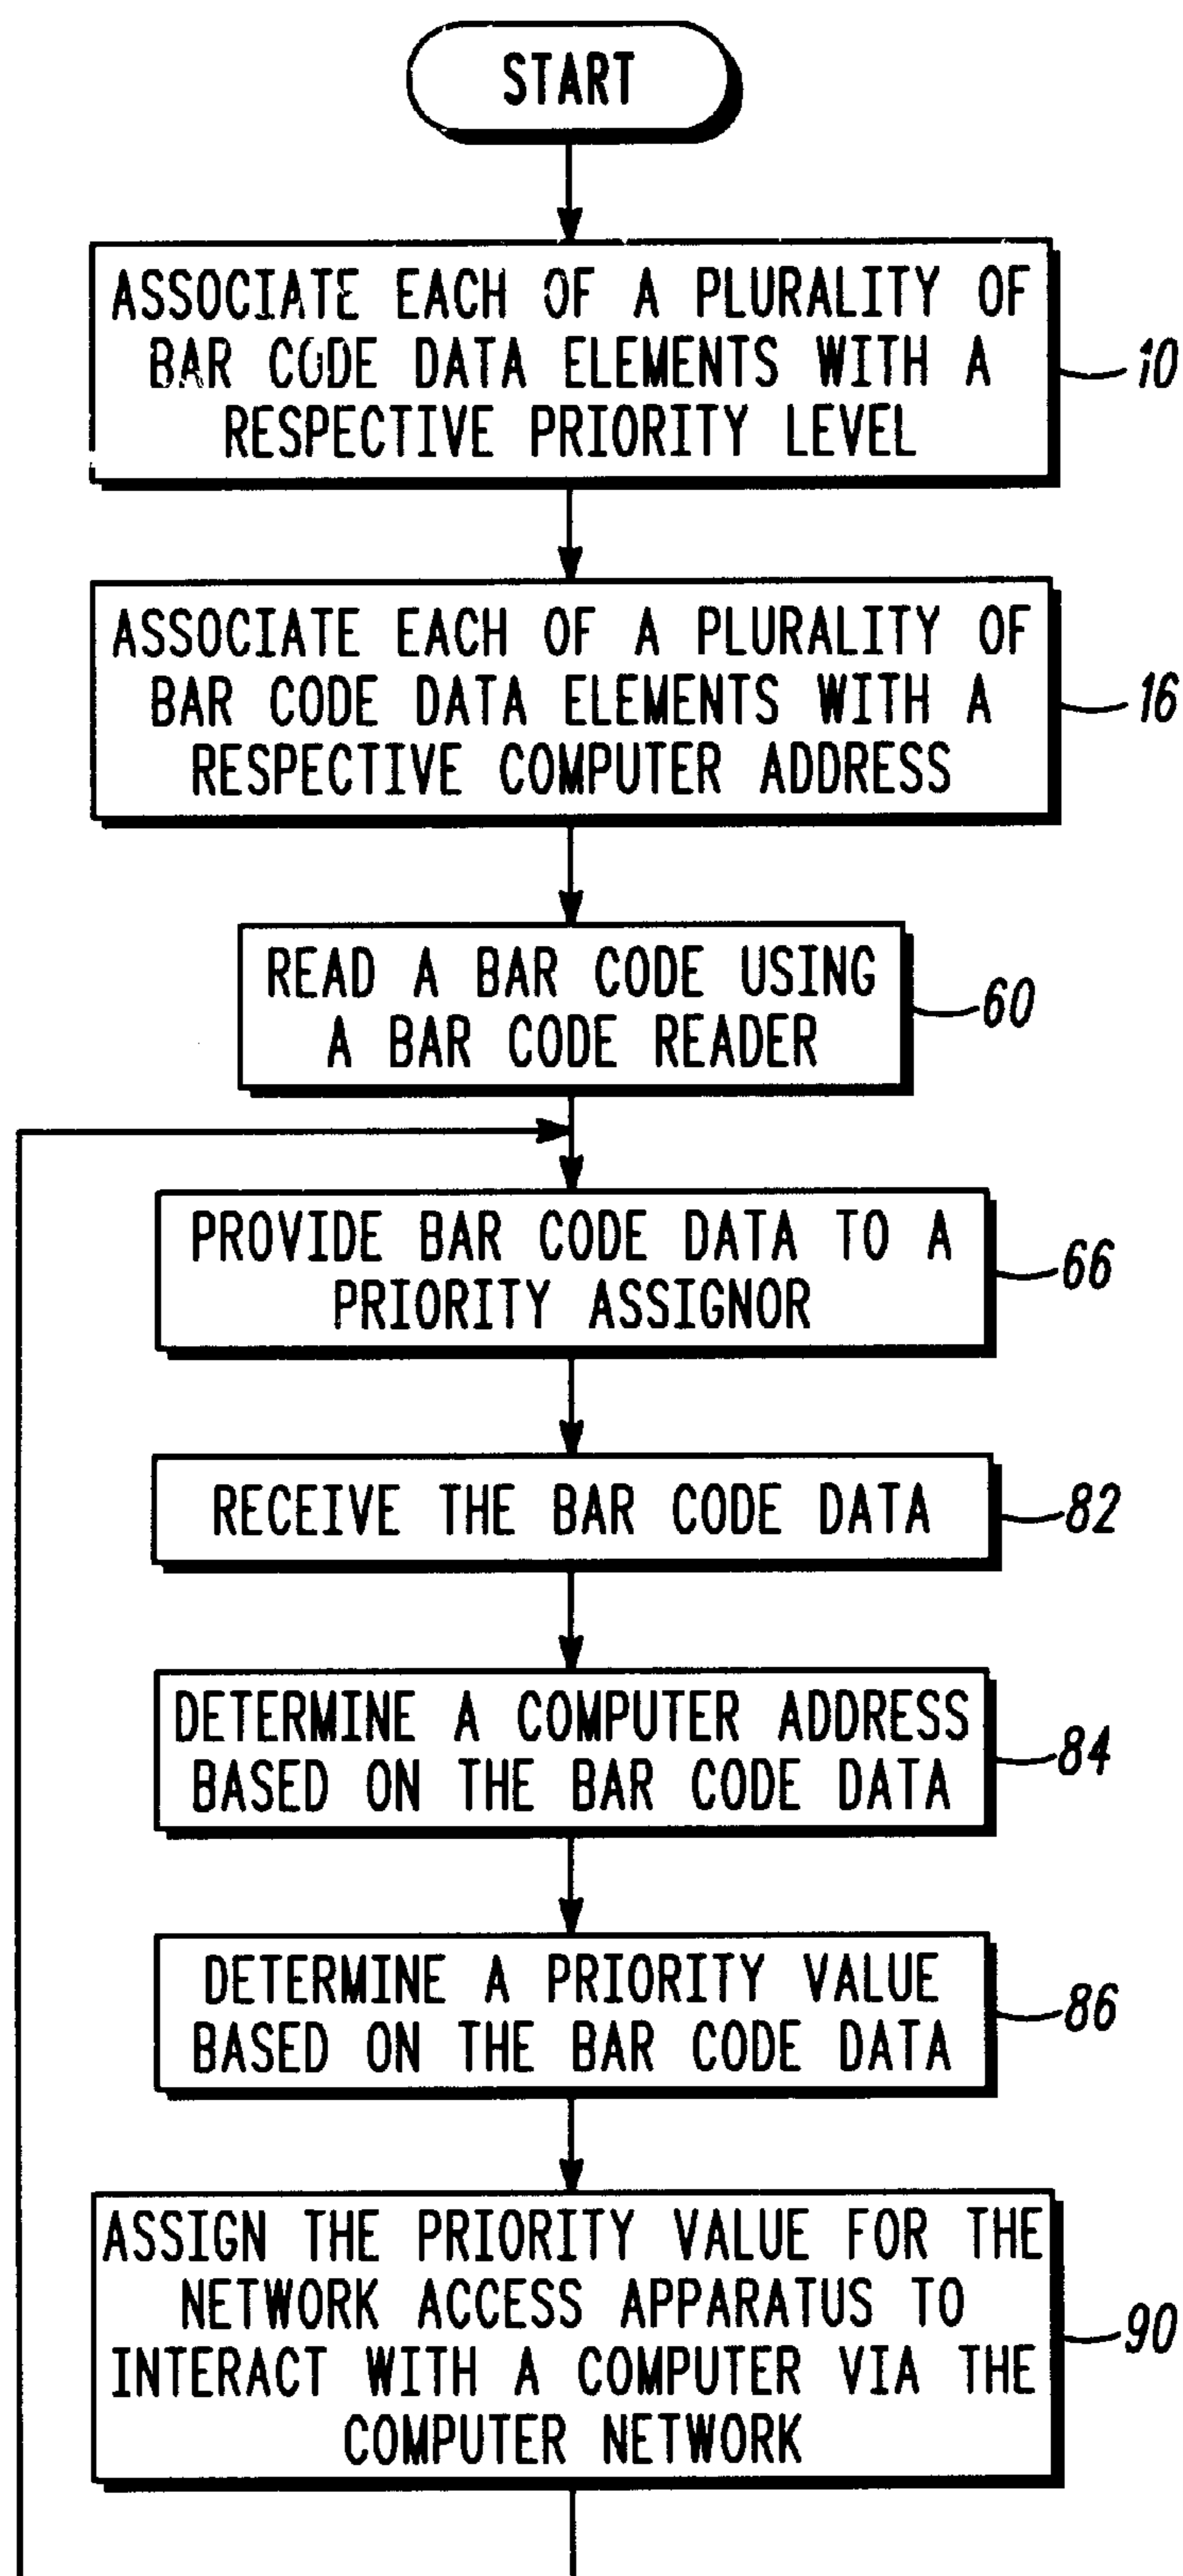 START
ASSOCIATE EACH OF A PLURALITY OF
BAR CODE DATA ELEMENTS WITH A
RESPECTIVE PRIORITY LEVEL
10
ASSOCIATE EACH OF A PLURALITY OF
BAR CODE DATA ELEMENTS WITH A
RESPECTIVE COMPUTER ADDRESS
16
READ A BAR CODE USING
A BAR CODE READER
60
PROVIDE BAR CODE DATA TO A
PRIORITY ASSIGNOR
66
RECEIVE THE BAR CODE DATA
82
DETERMINE A COMPUTER ADDRESS
BASED ON THE BAR CODE DATA
84
DETERMINE A PRIORITY VALUE
BASED ON THE BAR CODE DATA
86
ASSIGN THE PRIORITY VALUE FOR THE
NETWORK ACCESS APPARATUS TO
INTERACT WITH A COMPUTER VIA THE
COMPUTER NETWORK
90